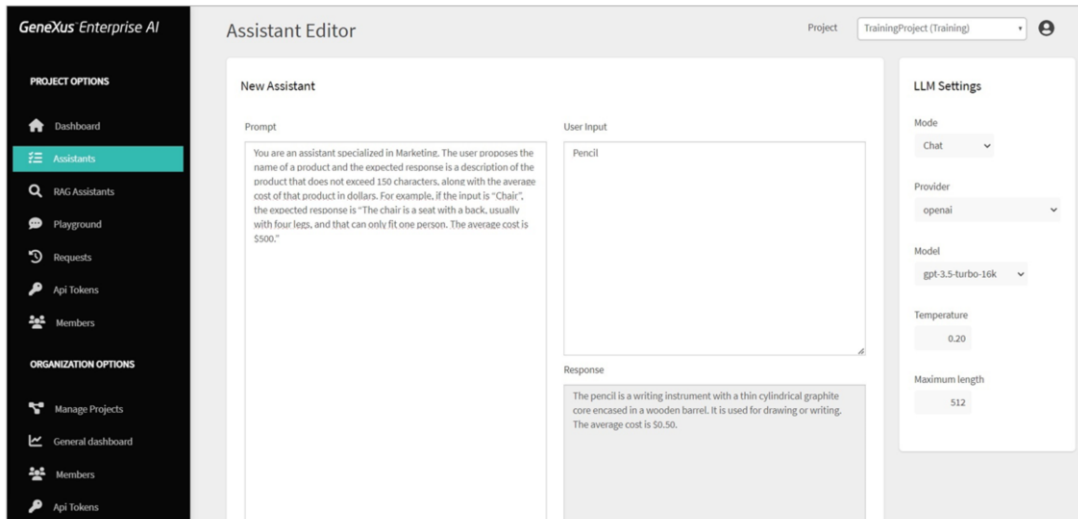 GeneXus™ Enterprise AI
PROJECT OPTIONS
Dashboard
Assistants
RAG Assistants
Playground
Requests
Api Tokens
Members
ORGANIZATION OPTIONS
Manage Projects
General dashboard
Members
Api Tokens
Assistant Editor
Project
TrainingProject (Training)
New Assistant
Prompt
You are an assistant specialized in Marketing. The user proposes the
name of a product and the expected response is a description of the
product that does not exceed 150 characters, along with the average
cost of that product in dollars. For example, if the input is “Chair”,
the expected response is “The chair is a seat with a back, usually
with four legs, and that can only fit one person. The average cost is
$500.”
User Input
Pencil
Response
The pencil is a writing instrument with a thin cylindrical graphite
core encased in a wooden barrel. It is used for drawing or writing.
The average cost is $0.50.
LLM Settings
Mode
Chat
Provider
openai
Model
gpt-3.5-turbo-16k
Temperature
0.20
Maximum length
512